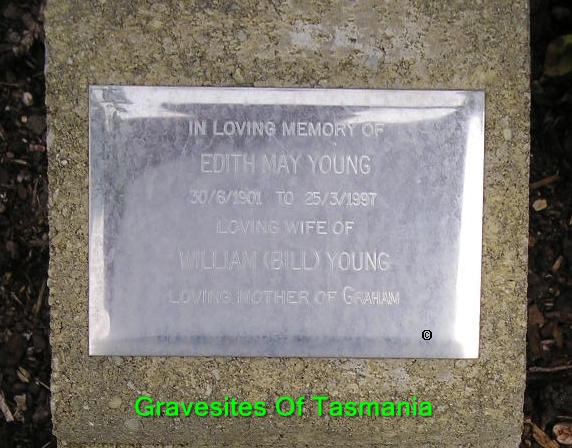 IN LOVING MEMORY OF
EDITH MAY YOUNG
30/6/1901 TO 25/3/1997
LOVING WIFE OF
WILLIAM (BILL) YOUNG
LOVING MOTHER OF GRAHAM
©
Gravesites Of Tasmania